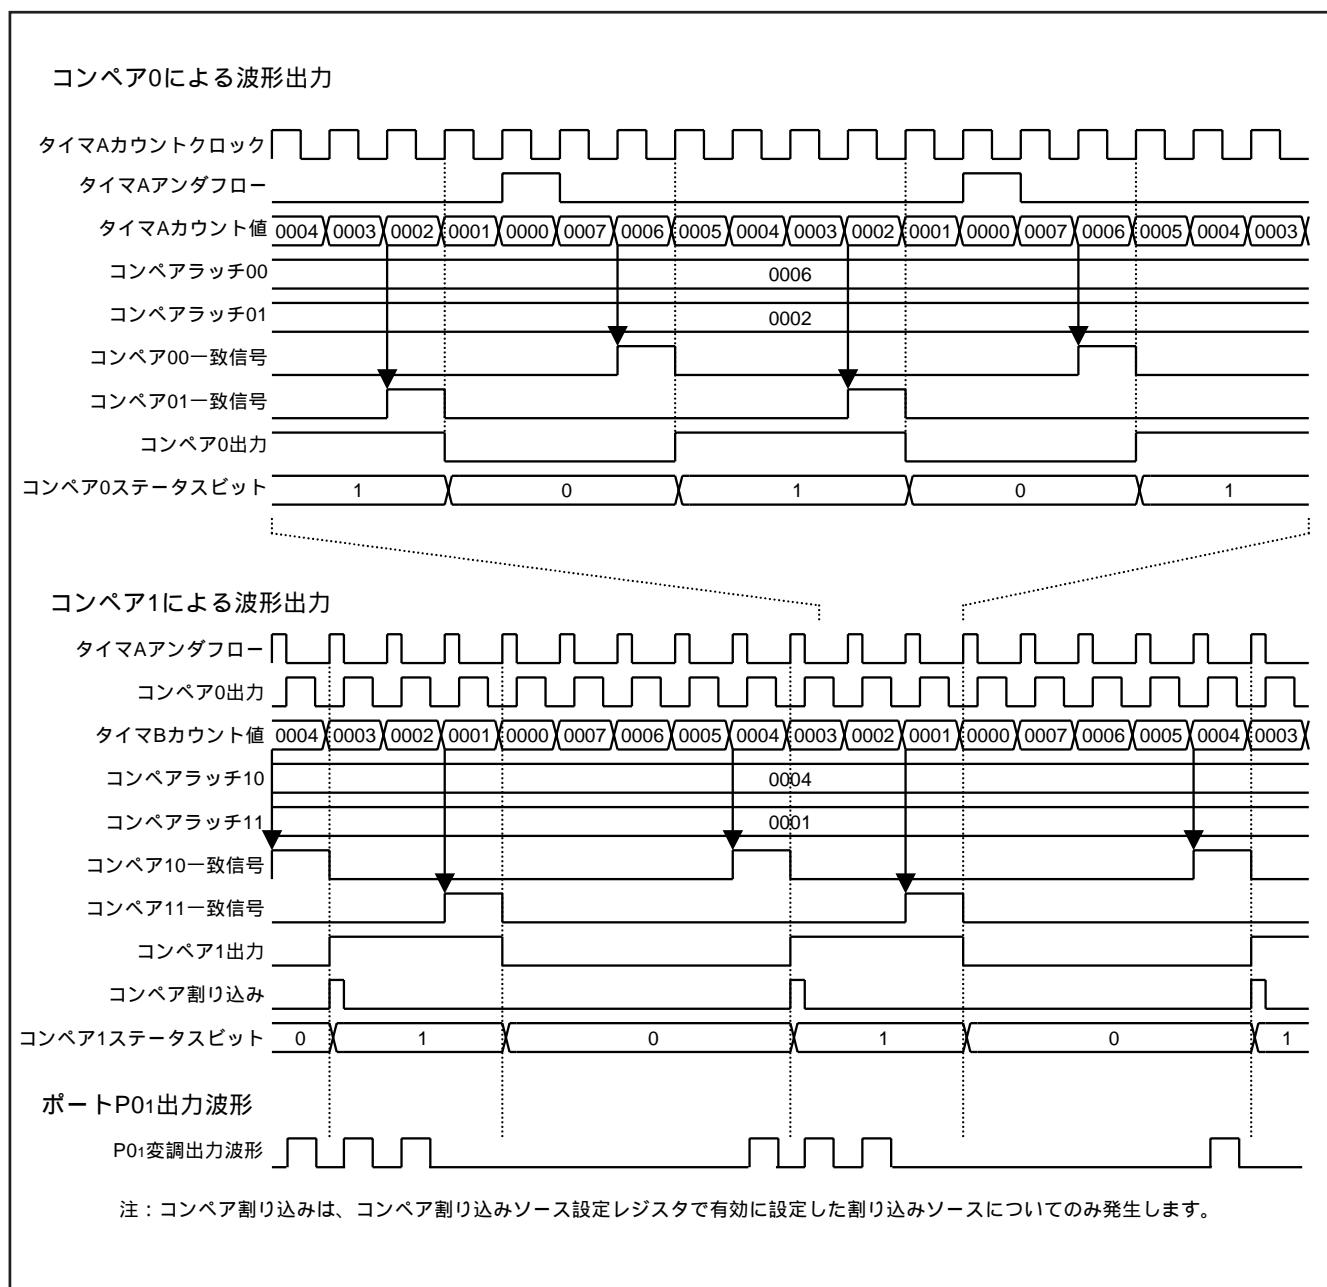 コンペア0による波形出力
タイマAカウントクロック
タイマAアンダフロー
タイマAカウント値 0004 0003 0002 0001 0000 0007 0006 0005 0004 0003 0002 0001 0000 0007 0006 0005 0004 0003
コンペアラッチ00 0006
コンペアラッチ01 0002
コンペア00一致信号
コンペア01一致信号
コンペア0出力
コンペア0ステータスビット 1 0 1 0 1
コンペア1による波形出力
タイマAアンダフロー
コンペア0出力
タイマBカウント値 0004 0003 0002 0001 0000 0007 0006 0005 0004 0003 0002 0001 0000 0007 0006 0005 0004 0003
コンペアラッチ10 0004
コンペアラッチ11 0001
コンペア10一致信号
コンペア11一致信号
コンペア1出力
コンペア割り込み
コンペア1ステータスビット 0 1 0 1 0 1
ポートP01出力波形
P01変調出力波形
注：コンペア割り込みは、コンペア割り込みソース設定レジスタで有効に設定した割り込みソースについてのみ発生します。